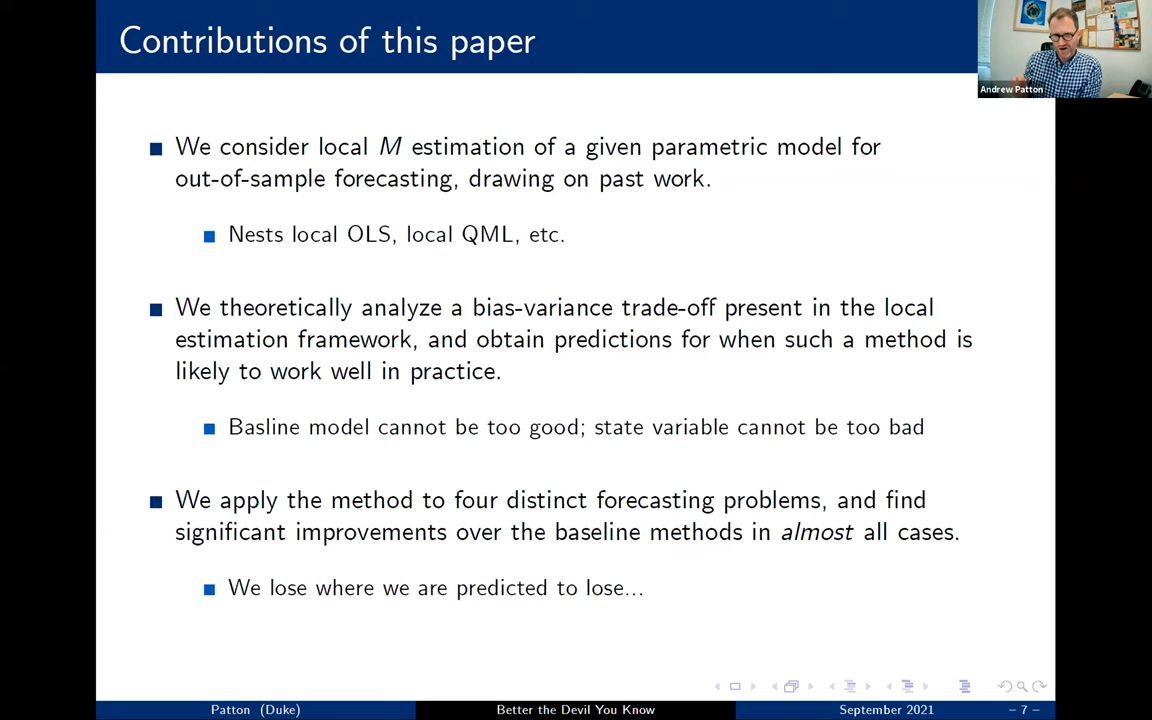 Contributions of this paper
Andrew Patton
We consider local M estimation of a given parametric model for
out-of-sample forecasting, drawing on past work.
Nests local OLS, local QML, etc.
We theoretically analyze a bias-variance trade-off present in the local
estimation framework, and obtain predictions for when such a method is
likely to work well in practice.
Basline model cannot be too good; state variable cannot be too bad
We apply the method to four distinct forecasting problems, and find
significant improvements over the baseline methods in almost all cases.
We lose where we are predicted to lose...
Patton (Duke)
Better the Devil You Know
September 2021
– 7 –